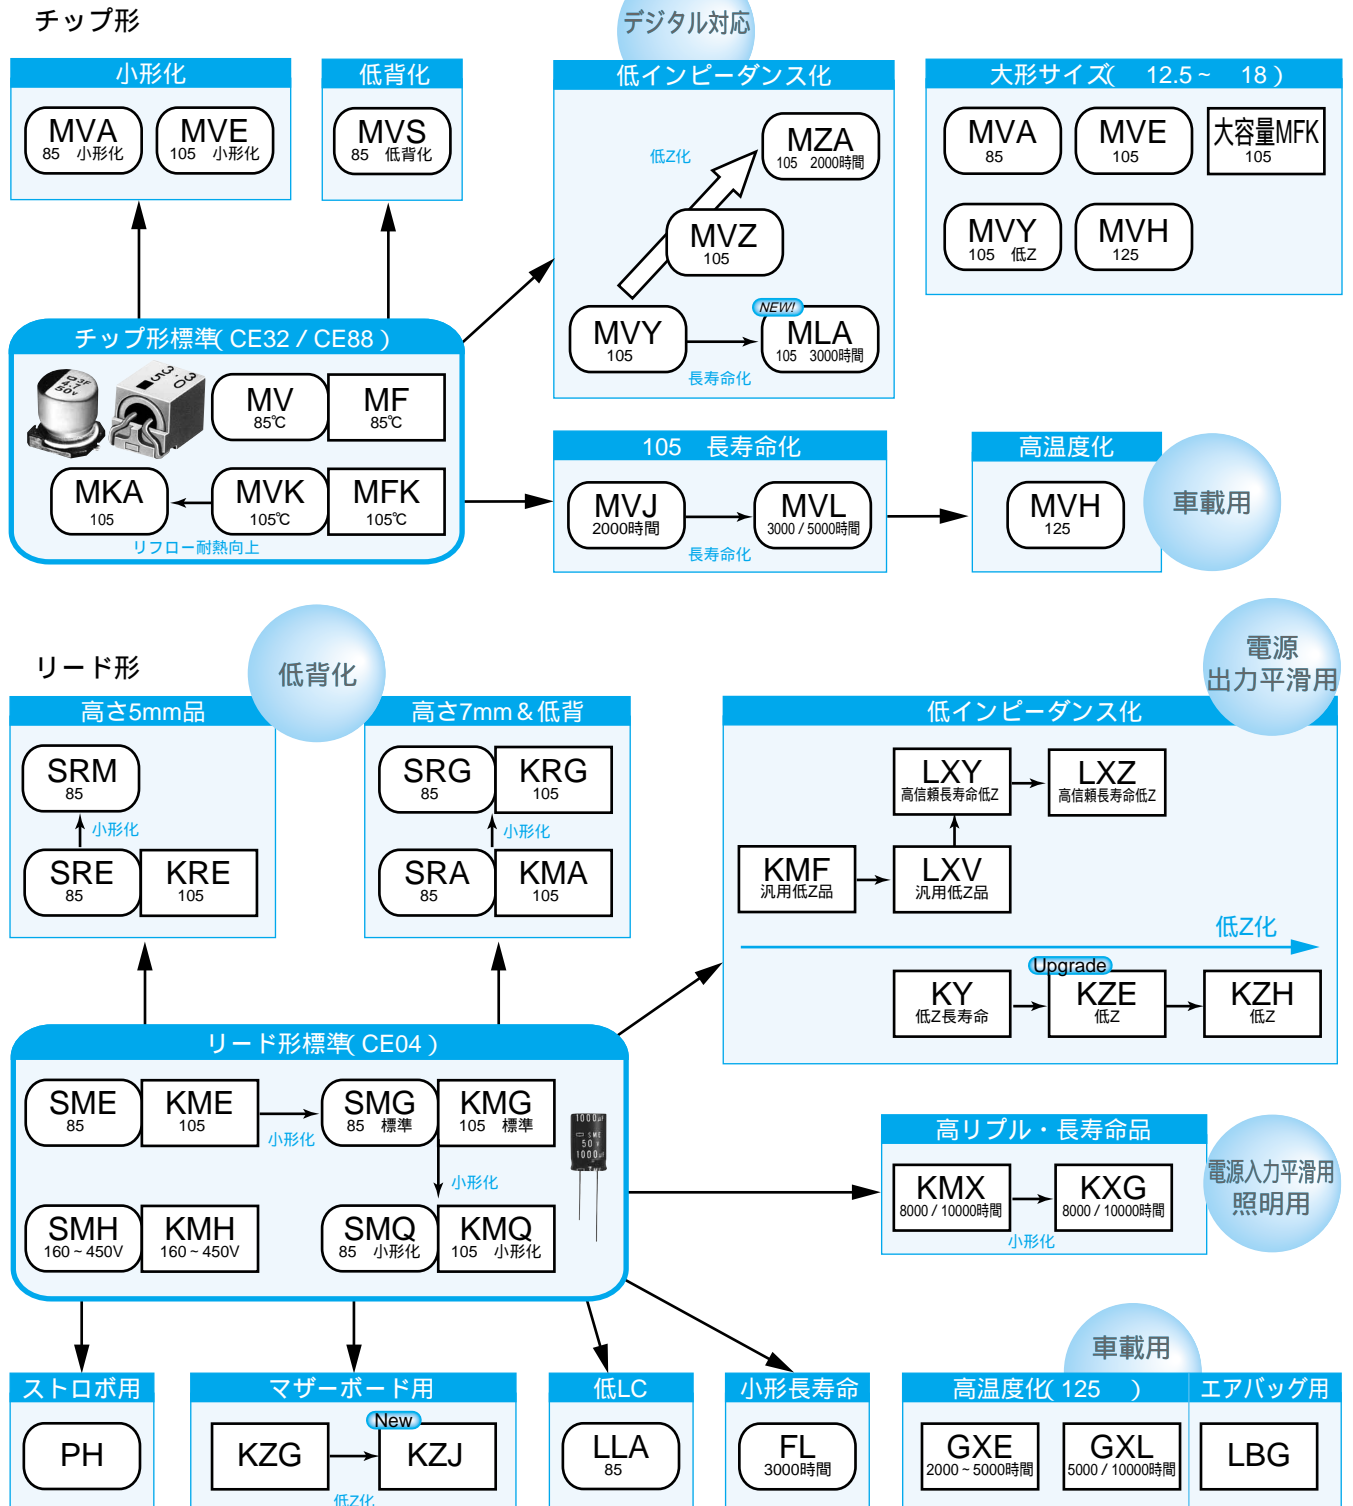 チップ形
デジタル対応
小形化
MVA
85 小形化
MVE
105 小形化
低背化
MVS
85 低背化
低インピーダンス化
低Z化
MZA
105 2000時間
MVZ
105
MVY
105
NEW!
MLA
105 3000時間
長寿命化
大形サイズ( 12.5~ 18)
MVA
85
MVE
105
大容量MFK
105
MVY
105 低Z
MVH
125
チップ形標準(CE32/CE88)
3F
47
50v
3.0
35
MV
85℃
MF
85℃
MKA
105
MVK
105℃
MFK
105℃
リフロー耐熱向上
105 長寿命化
MVJ
2000時間
MVL
3000/5000時間
長寿命化
高温度化
MVH
125
車載用
リード形
低背化
高さ5mm品
SRM
85
小形化
SRE
85
KRE
105
高さ7mm&低背
SRG
85
KRG
105
小形化
SRA
85
KMA
105
電源
出力平滑用
低インピーダンス化
LXY
高信頼長寿命低Z
LXZ
高信頼長寿命低Z
KMF
汎用低Z品
LXV
汎用低Z品
低Z化
KY
低Z長寿命
Upgrade
KZE
低Z
KZH
低Z
リード形標準(CE04)
SME
85
KME
105
小形化
SMG
85 標準
KMG
105 標準
小形化
SMH
160~450V
KMH
160~450V
SMQ
85 小形化
KMQ
105 小形化
1000µF
SME
50v
1000µ
高リプル・長寿命品
KMX
8000/10000時間
KXG
8000/10000時間
小形化
電源入力平滑用
照明用
ストロボ用
PH
マザーボード用
KZG
New
KZJ
低Z化
低LC
LLA
85
小形長寿命
FL
3000時間
車載用
高温度化(125 )
GXE
2000~5000時間
GXL
5000/10000時間
エアバッグ用
LBG